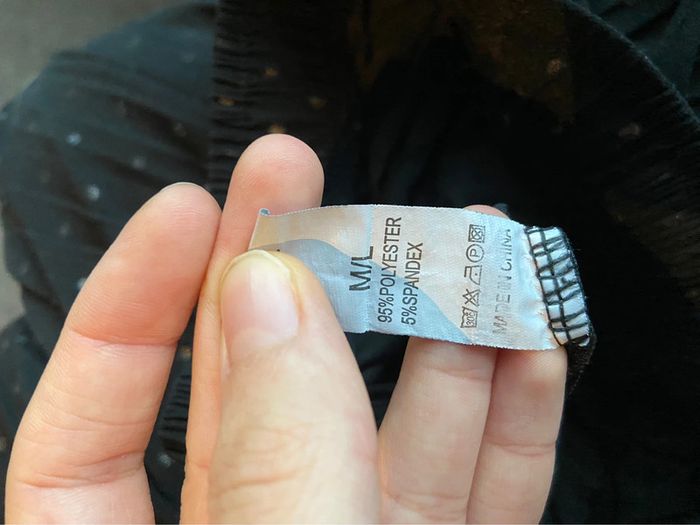 M/L
95%POLYESTER
5%SPANDEX
MADE IN CHINA